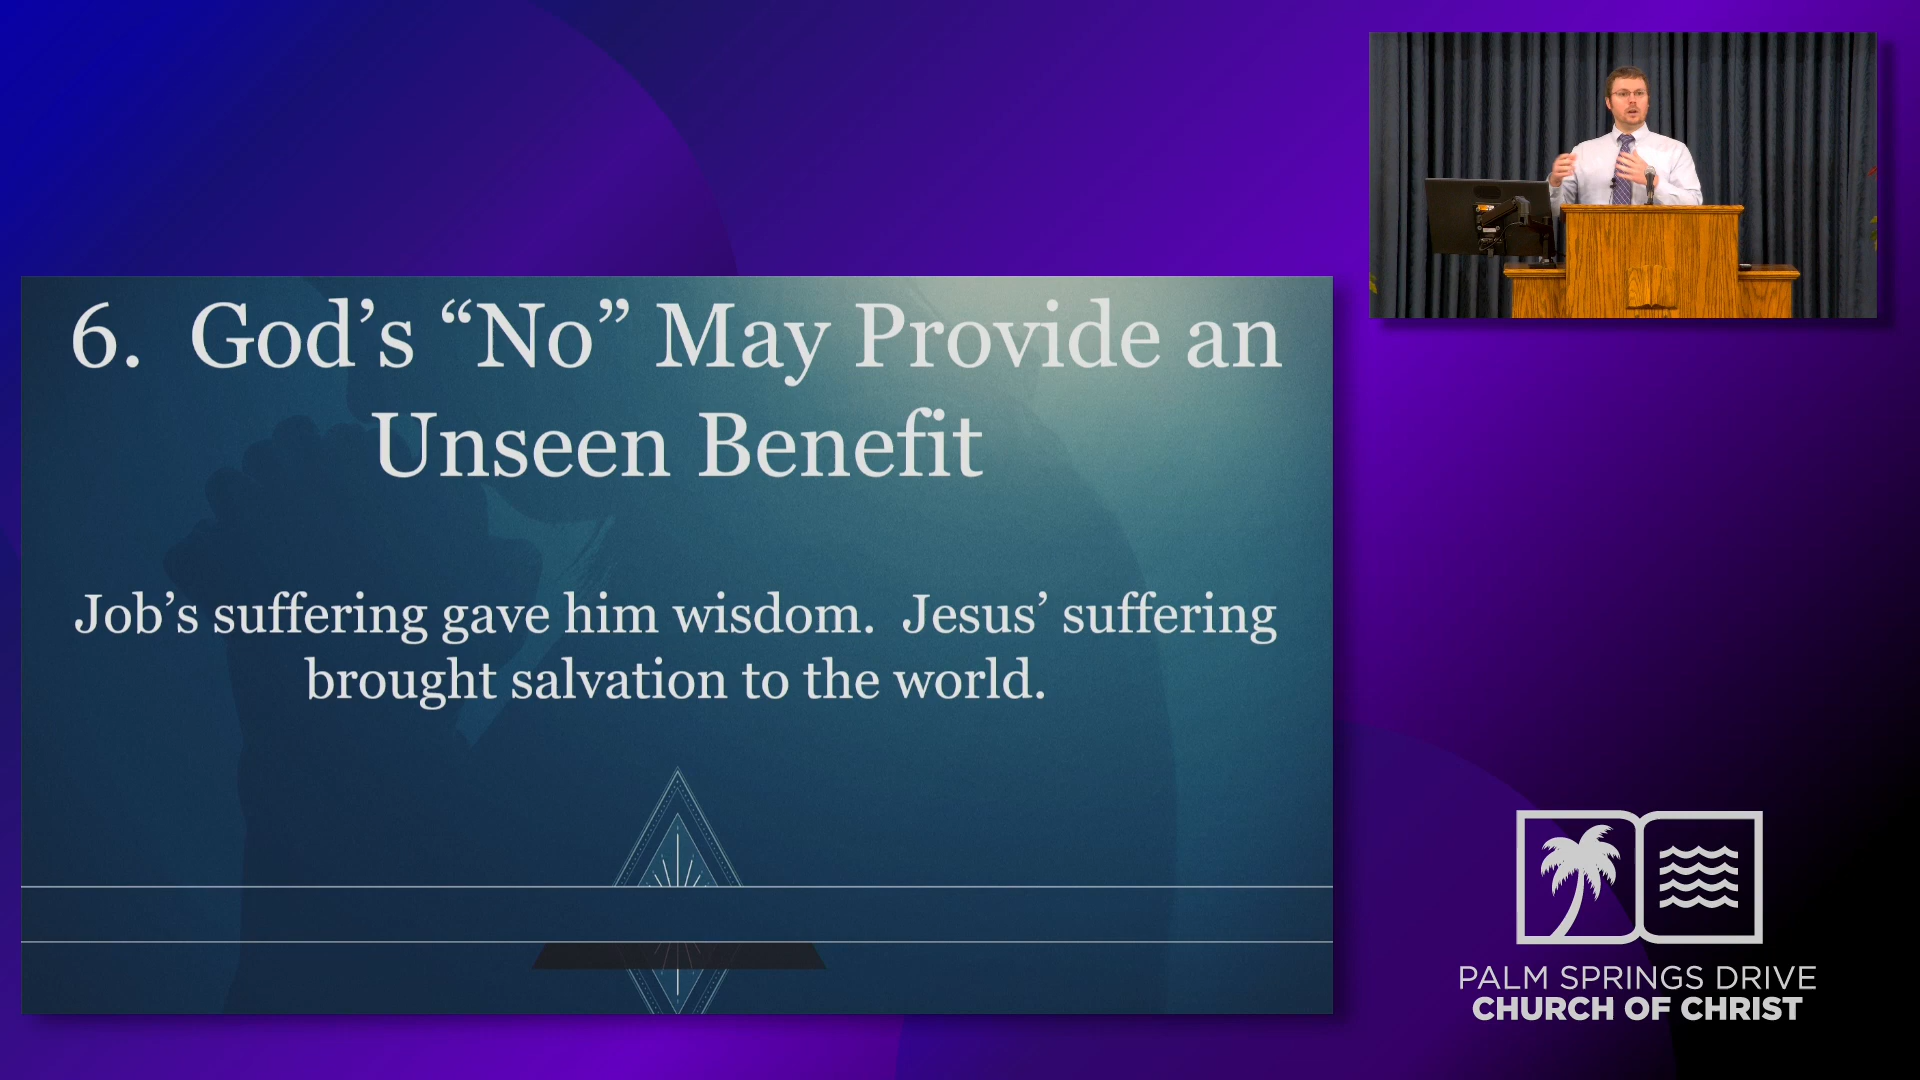 6.  God’s “No” May Provide an
Unseen Benefit
Job’s suffering gave him wisdom.  Jesus’ suffering
brought salvation to the world.
PALM SPRINGS DRIVE
CHURCH OF CHRIST